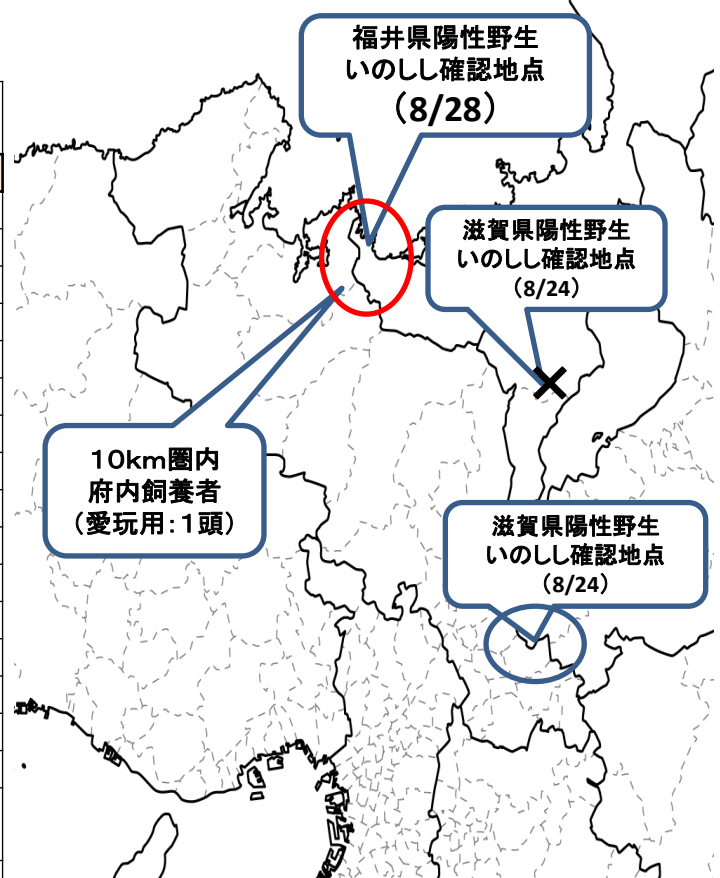 福井県陽性野生
いのしし確認地点
（8/28）
滋賀県陽性野生
いのしし確認地点
（8/24）
10km圏内
府内飼養者
（愛玩用：１頭）
滋賀県陽性野生
いのしし確認地点
（8/24）